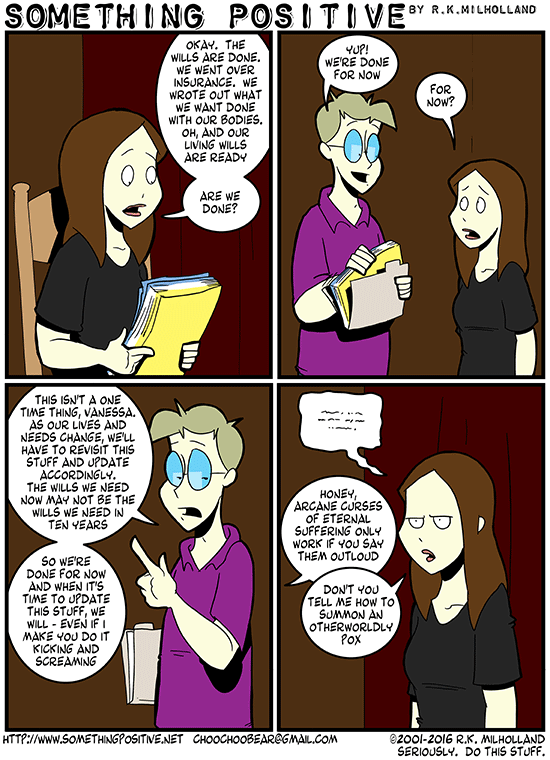 SOMETHING POSITIVE BY R.K.MILHOLLAND
OKAY. THE
WILLS ARE DONE.
WE WENT OVER
INSURANCE. WE
WROTE OUT WHAT
WE WANT DONE
WITH OUR BODIES.
OH, AND OUR
LIVING WILLS
ARE READY
ARE WE
DONE?
YUP!
WE'RE DONE
FOR NOW
FOR
NOW?
THIS ISN'T A ONE
TIME THING, VANESSA.
AS OUR LIVES AND
NEEDS CHANGE, WE'LL
HAVE TO REVISIT THIS
STUFF AND UPDATE
ACCORDINGLY.
THE WILLS WE NEED
NOW MAY NOT BE THE
WILLS WE NEED IN
TEN YEARS
SO WE'RE
DONE FOR NOW
AND WHEN IT'S
TIME TO UPDATE
THIS STUFF, WE
WILL - EVEN IF I
MAKE YOU DO IT
KICKING AND
SCREAMING
HONEY,
ARCANE CURSES
OF ETERNAL
SUFFERING ONLY
WORK IF YOU SAY
THEM OUTLOUD
DON'T YOU
TELL ME HOW TO
SUMMON AN
OTHERWORLDLY
POX
HTTP://WWW.SOMETHINGPOSITIVE.NET CHOOCHOOBEAR@GMAIL.COM ©2001-2016 R.K. MILHOLLAND
SERIOUSLY. DO THIS STUFF.